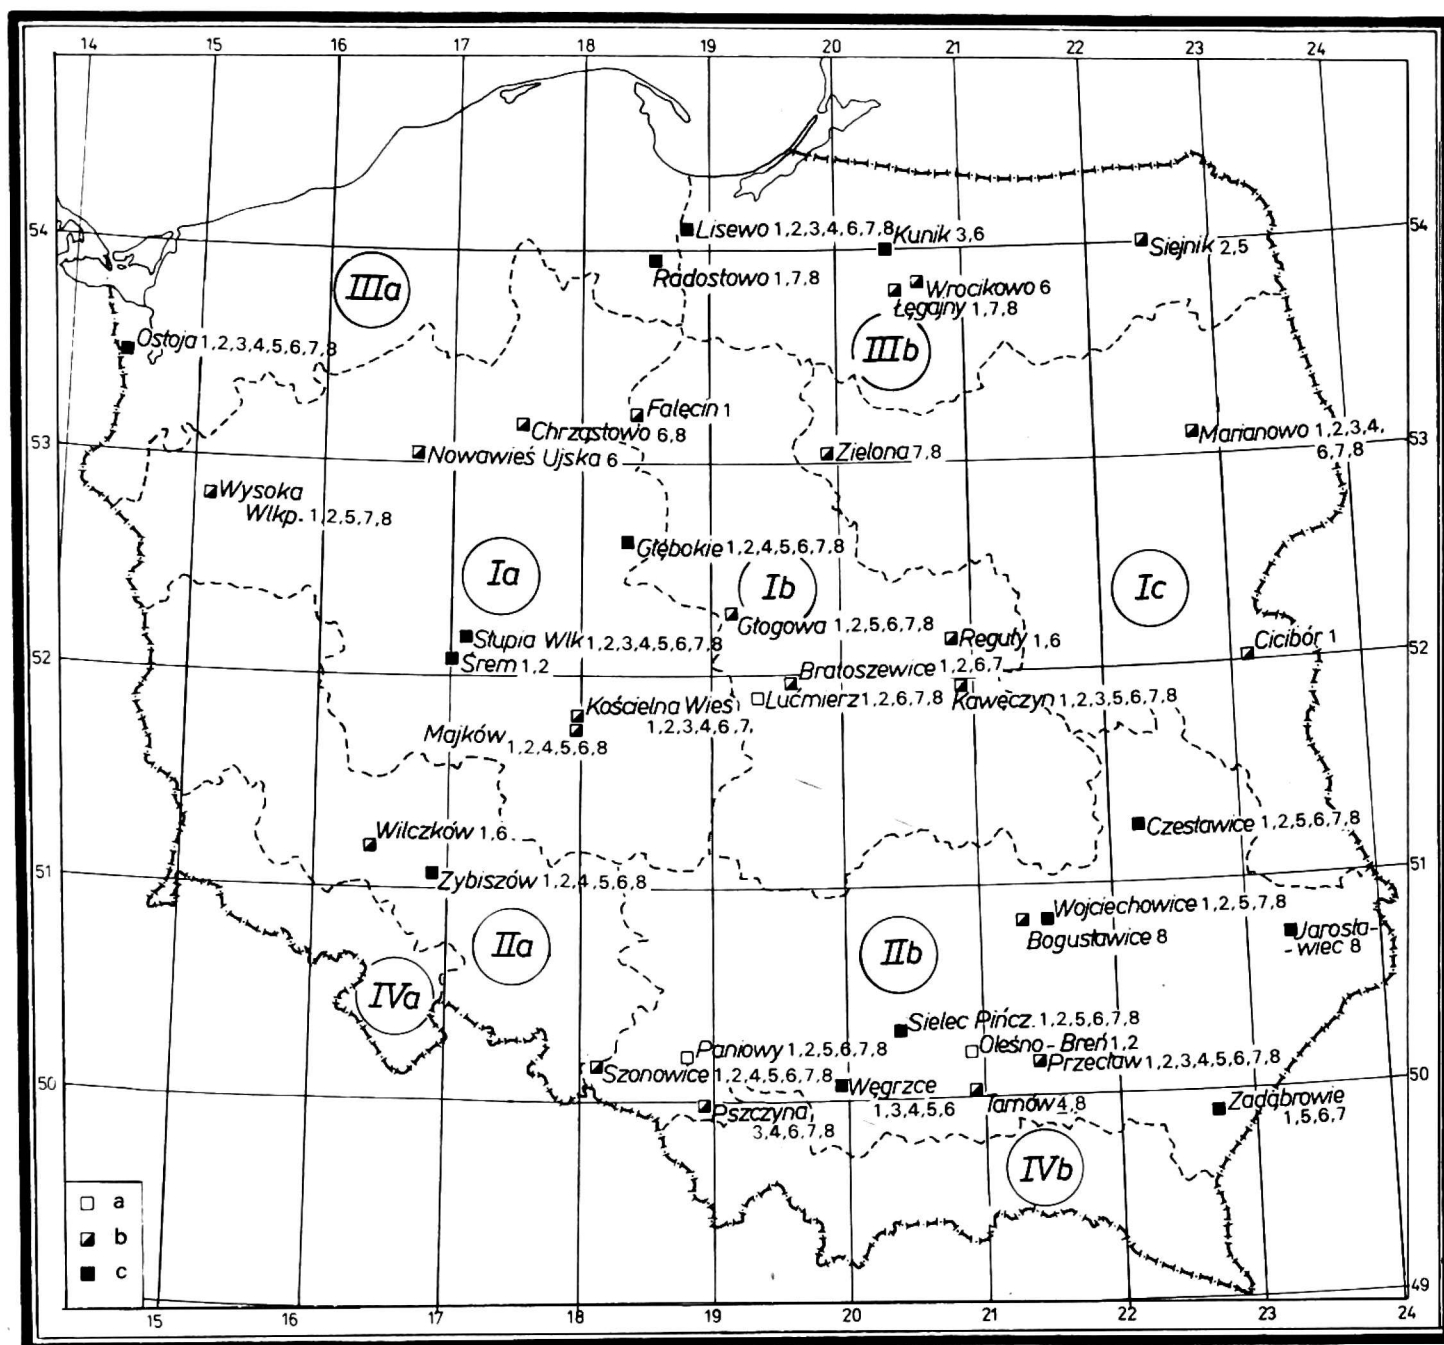 14 15 16 17 18 19 20 21 22 23 24
54 54
Lisewo 1,2,3,4,6,7,8
Kunik 3,6
Siejnik 2,5
Radostowo 1,7,8
IIIa
Wrocikowo 6
Łęgajny 1,7,8
Ostoja 1,2,3,4,5,6,7,8
IIIb
Falęcin 1
Chrząstowo 6,8
53 53
Marianowo 1,2,3,4,
6,7,8
Nowawieś Ujska 6
Zielona 7,8
Wysoka
Wlkp. 1,2,5,7,8
Głębokie 1,2,4,5,6,7,8
Ia
Ib
Ic
Głogowa 1,2,5,6,7,8
Słupia Wlk 1,2,3,4,5,6,7,8
Reguły 1,6
Cicibór 1
52 52
Śrem 1,2
Bratoszewice 1,2,6,7
Lućmierz 1,2,6,7,8
Kawęczyn 1,2,3,5,6,7,8
Kościelna Wieś
1,2,3,4,6,7,
Majków 1,2,4,5,6,8
Wilczków 1,6
Czesławice 1,2,5,6,7,8
51 51
Zybiszów 1,2,4,5,6,8
Wojciechowice 1,2,5,7,8
Bogusławice 8
Jarosła-
-wiec 8
IIa
IIb
IVa
Sielec Pińcz. 1,2,5,6,7,8
Paniowy 1,2,5,6,7,8
Oleśno-Breń 1,2
Przecław 1,2,3,4,5,6,7,8
Szonowice 1,2,4,5,6,7,8
50 50
Węgrzce
1,3,4,5,6
Tarnów 4,8
Zadąbrowie
1,5,6,7
Pszczyna
3,4,6,7,8
IVb
a
b
c
49
15 16 17 18 19 20 21 22 23 24